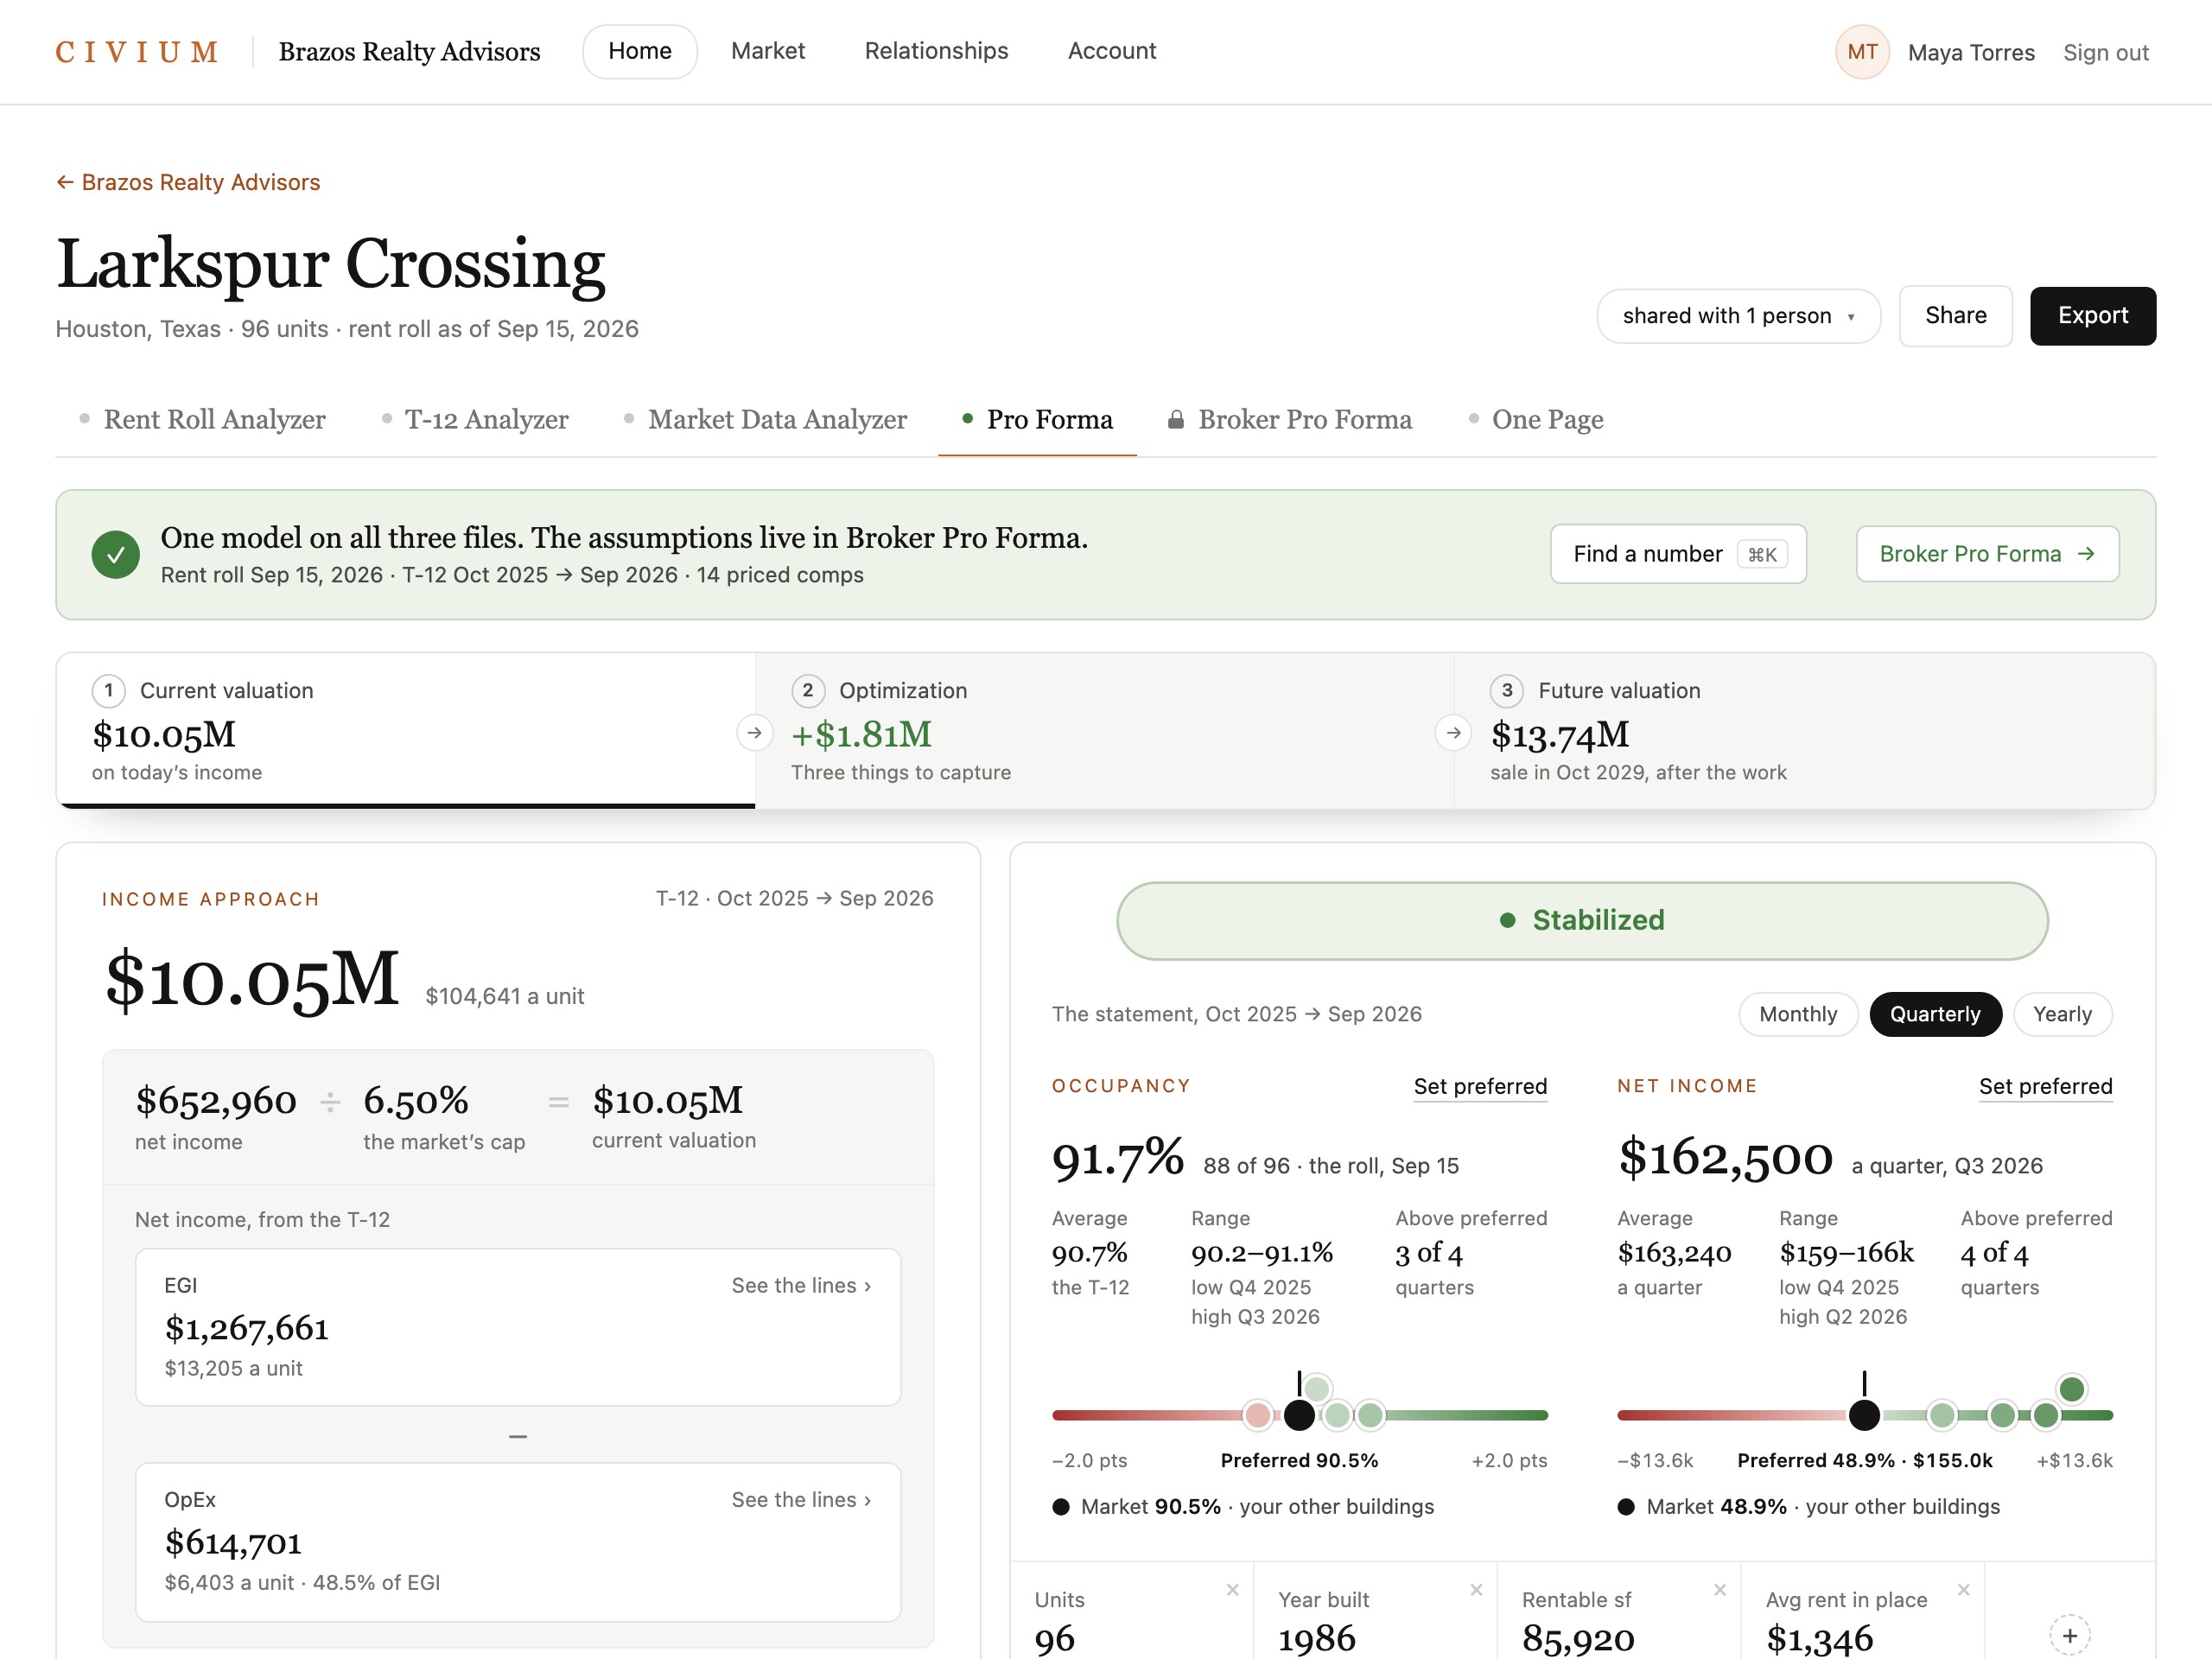 CIVIUM
Brazos Realty Advisors
Home
Market
Relationships
Account
MT
Maya Torres
Sign out
← Brazos Realty Advisors
Larkspur Crossing
Houston, Texas · 96 units · rent roll as of Sep 15, 2026
shared with 1 person ▾
Share
Export
Rent Roll Analyzer
T-12 Analyzer
Market Data Analyzer
Pro Forma
Broker Pro Forma
One Page
One model on all three files. The assumptions live in Broker Pro Forma.
Rent roll Sep 15, 2026 · T-12 Oct 2025 → Sep 2026 · 14 priced comps
Find a number ⌘K
Broker Pro Forma →
1 Current valuation
$10.05M
on today’s income
→
2 Optimization
+$1.81M
Three things to capture
→
3 Future valuation
$13.74M
sale in Oct 2029, after the work
INCOME APPROACH
T-12 · Oct 2025 → Sep 2026
$10.05M
$104,641 a unit
$652,960 ÷ 6.50% = $10.05M
net income
the market’s cap
current valuation
Net income, from the T-12
EGI
See the lines ›
$1,267,661
$13,205 a unit
–
OpEx
See the lines ›
$614,701
$6,403 a unit · 48.5% of EGI
Stabilized
The statement, Oct 2025 → Sep 2026
Monthly
Quarterly
Yearly
OCCUPANCY
Set preferred
91.7%
88 of 96 · the roll, Sep 15
Average
90.7%
the T-12
Range
90.2–91.1%
low Q4 2025
high Q3 2026
Above preferred
3 of 4
quarters
−2.0 pts
Preferred 90.5%
+2.0 pts
Market 90.5% · your other buildings
NET INCOME
Set preferred
$162,500
a quarter, Q3 2026
Average
$163,240
a quarter
Range
$159–166k
low Q4 2025
high Q2 2026
Above preferred
4 of 4
quarters
−$13.6k
Preferred 48.9% · $155.0k
+$13.6k
Market 48.9% · your other buildings
Units
×
96
Year built
×
1986
Rentable sf
×
85,920
Avg rent in place
×
$1,346
+